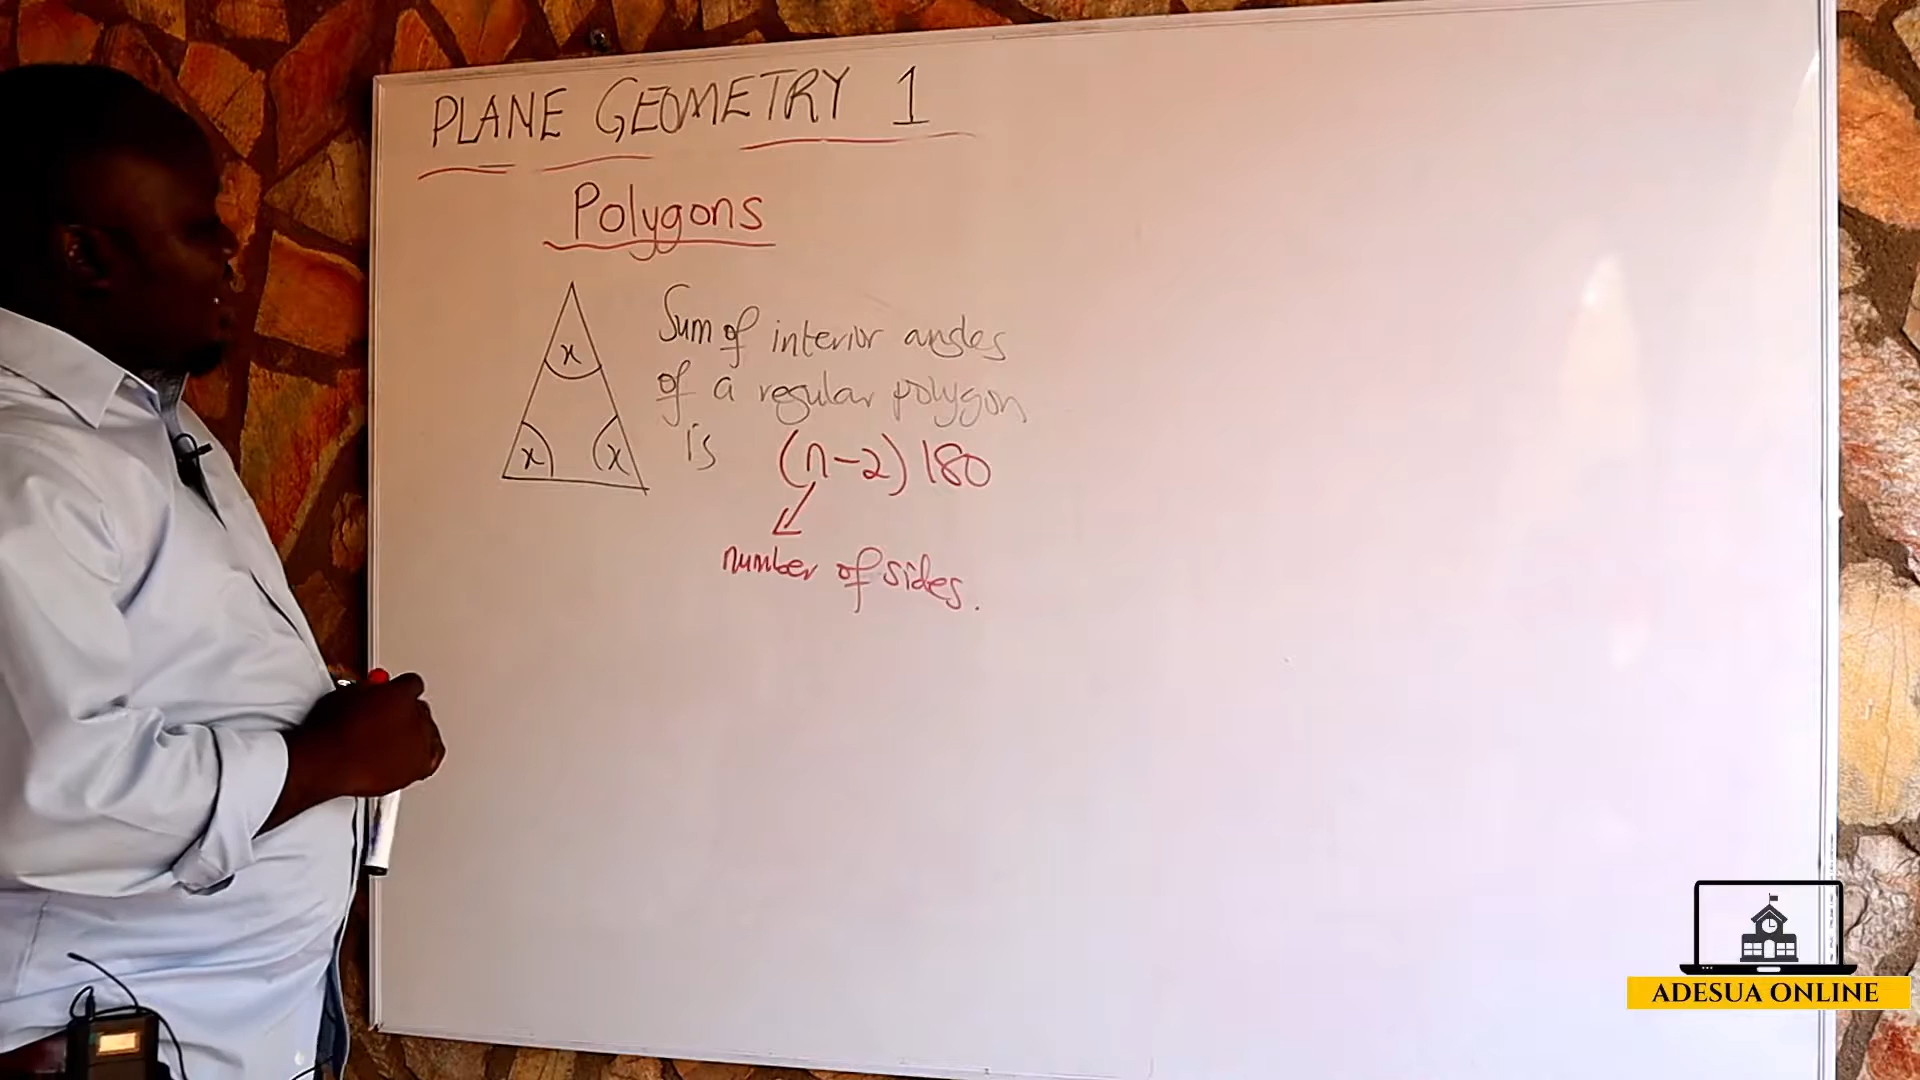 PLANE GEOMETRY 1
Polygons
x
x
x
Sum of interior angles
of a regular polygon
is (n-2) 180
number of sides.
ADESUA ONLINE